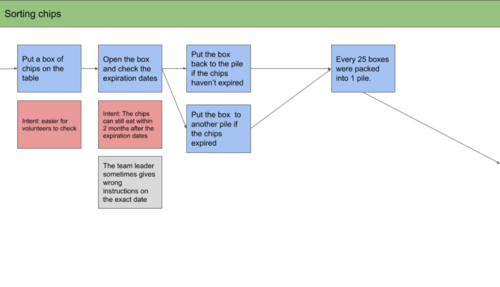 Sorting chips
Put a box of
chips on the
table
Open the box
and check the
expiration dates
Put the box
back to the pile
if the chips
haven't expired
Every 25 boxes
were packed
into 1 pile.
Intent: easier for
volunteers to check
Intent: The chips
can still eat within
2 months after the
expiration dates
Put the box  to
another pile if
the chips
expired
The team leader
sometimes gives
wrong
instructions on
the exact date